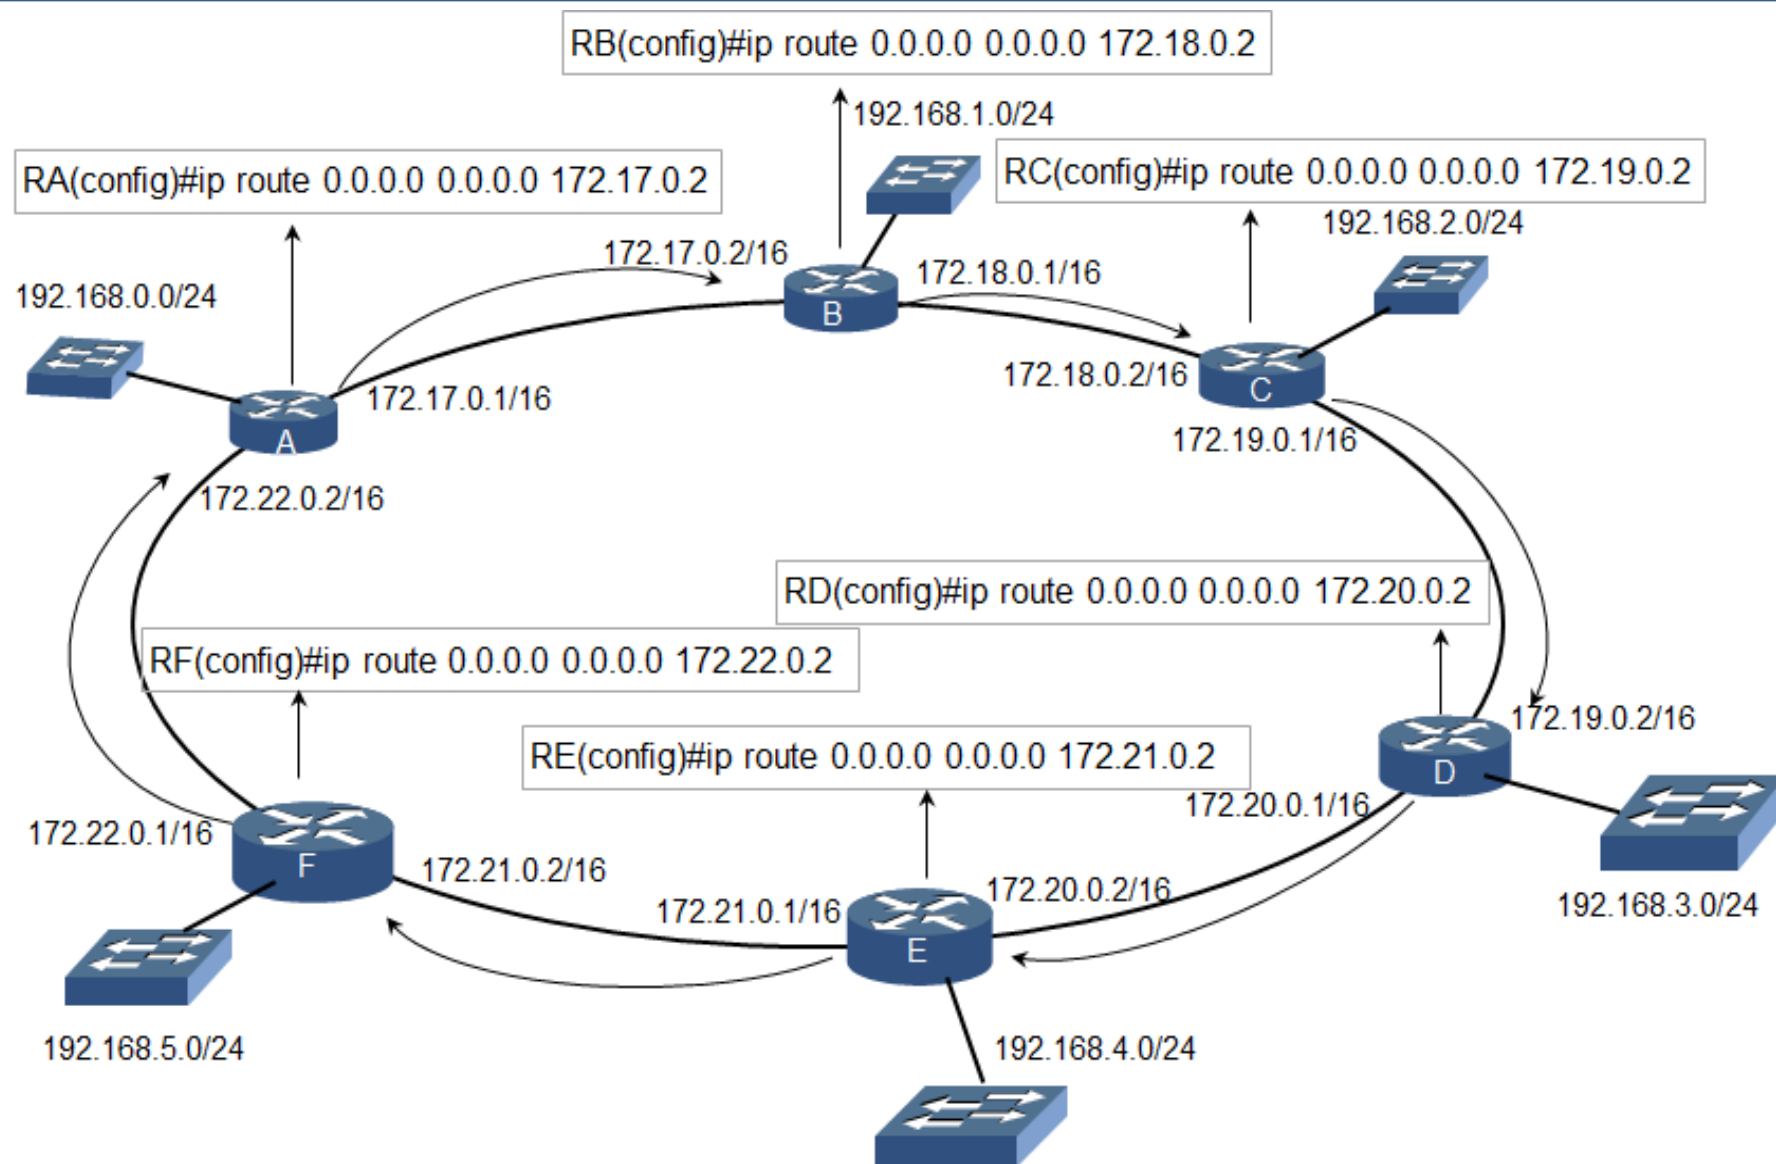 RB(config)#ip route 0.0.0.0 0.0.0.0 172.18.0.2
192.168.1.0/24
RA(config)#ip route 0.0.0.0 0.0.0.0 172.17.0.2
RC(config)#ip route 0.0.0.0 0.0.0.0 172.19.0.2
192.168.2.0/24
172.17.0.2/16
172.18.0.1/16
192.168.0.0/24
B
172.18.0.2/16
C
172.17.0.1/16
A
172.19.0.1/16
172.22.0.2/16
RD(config)#ip route 0.0.0.0 0.0.0.0 172.20.0.2
RF(config)#ip route 0.0.0.0 0.0.0.0 172.22.0.2
172.19.0.2/16
RE(config)#ip route 0.0.0.0 0.0.0.0 172.21.0.2
D
172.20.0.1/16
172.22.0.1/16
F
172.21.0.2/16
172.20.0.2/16
172.21.0.1/16
192.168.3.0/24
E
192.168.5.0/24
192.168.4.0/24